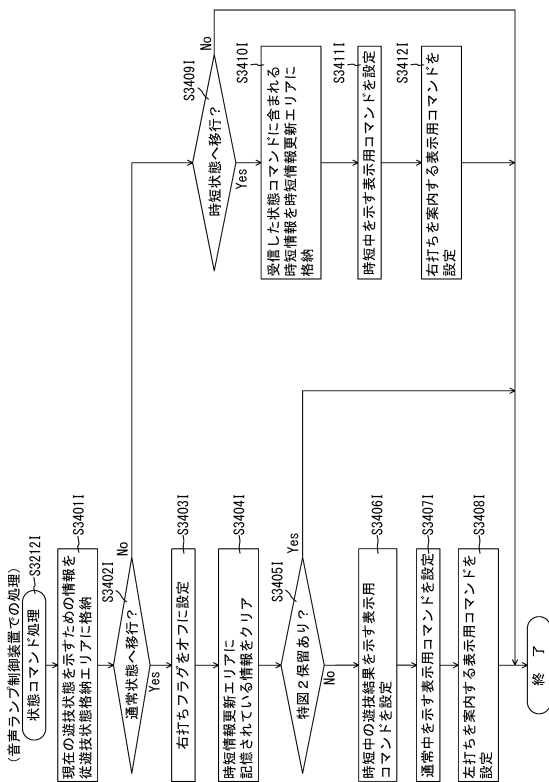 (音声ランプ制御装置での処理)
状態コマンド処理
S3212I
現在の遊技状態を示すための情報を
従遊技状態格納エリアに格納
S3401I
通常状態へ移行?
S3402I
No
Yes
右打ちフラグをオフに設定
S3403I
時短情報更新エリアに
記憶されている情報をクリア
S3404I
特図2保留あり?
S3405I
Yes
No
時短中の遊技結果を示す表示用
コマンドを設定
S3406I
通常中を示す表示用コマンドを設定
S3407I
左打ちを案内する表示用コマンドを
設定
S3408I
時短状態へ移行?
S3409I
No
Yes
受信した状態コマンドに含まれる
時短情報を時短情報更新エリアに
格納
S3410I
時短中を示す表示用コマンドを設定
S3411I
右打ちを案内する表示用コマンドを
設定
S3412I
終 了